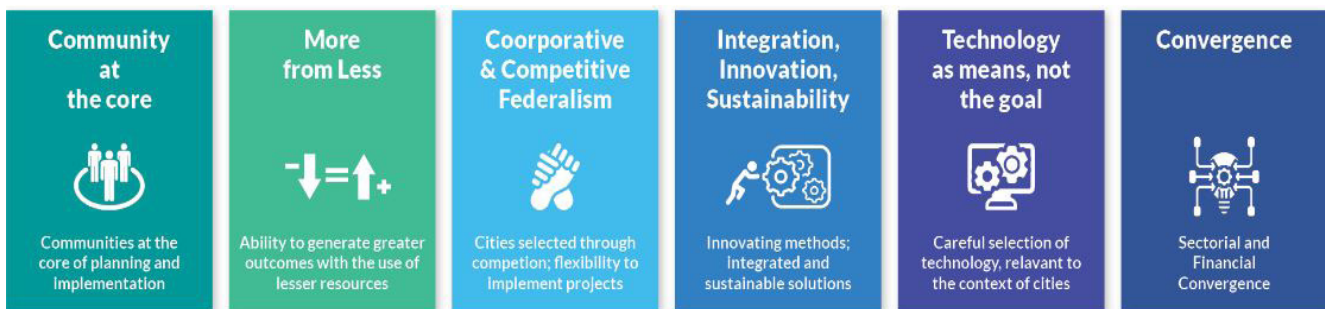 Community
at
the core
Communities at the
core of planning and
implementation
More
from Less
Ability to generate greater
outcomes with the use of
lesser resources
Coorporative
& Competitive
Federalism
Cities selected through
competion; flexibility to
implement projects
Integration,
Innovation,
Sustainability
Innovating methods;
integrated and
sustainable solutions
Technology
as means, not
the goal
Careful selection of
technology, relavant to
the context of cities
Convergence
Sectorial and
Financial
Convergence